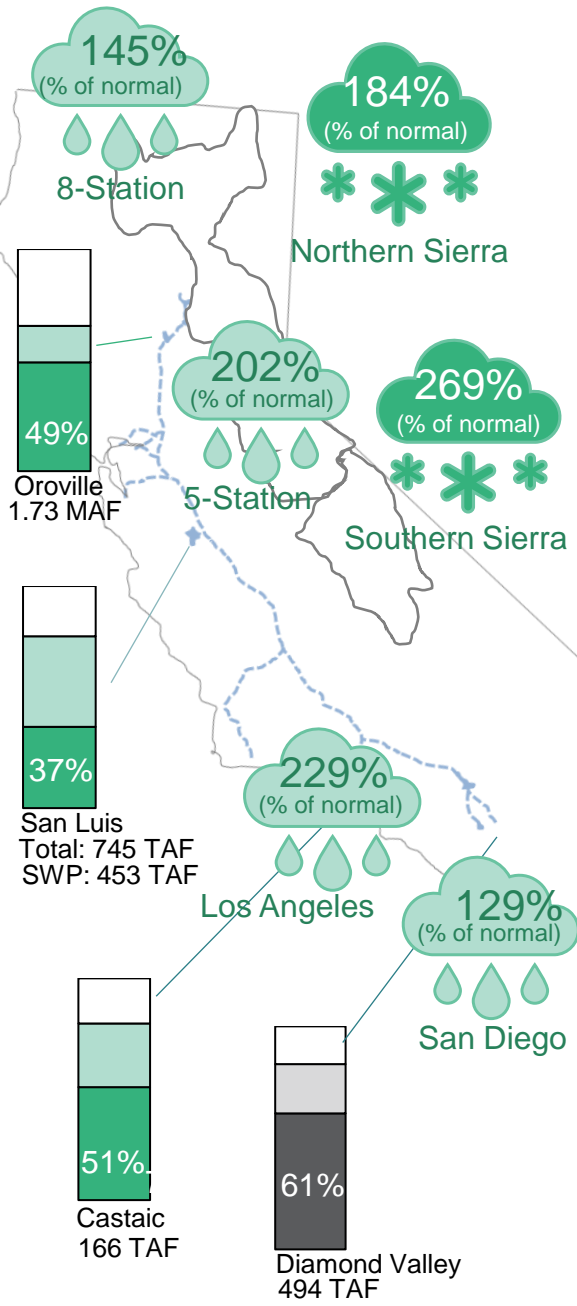 145%
(% of normal)
8-Station
184%
(% of normal)
Northern Sierra
49%
Oroville
1.73 MAF
202%
(% of normal)
5-Station
269%
(% of normal)
Southern Sierra
37%
San Luis
Total: 745 TAF
SWP: 453 TAF
229%
(% of normal)
Los Angeles
129%
(% of normal)
San Diego
51%
Castaic
166 TAF
61%
Diamond Valley
494 TAF